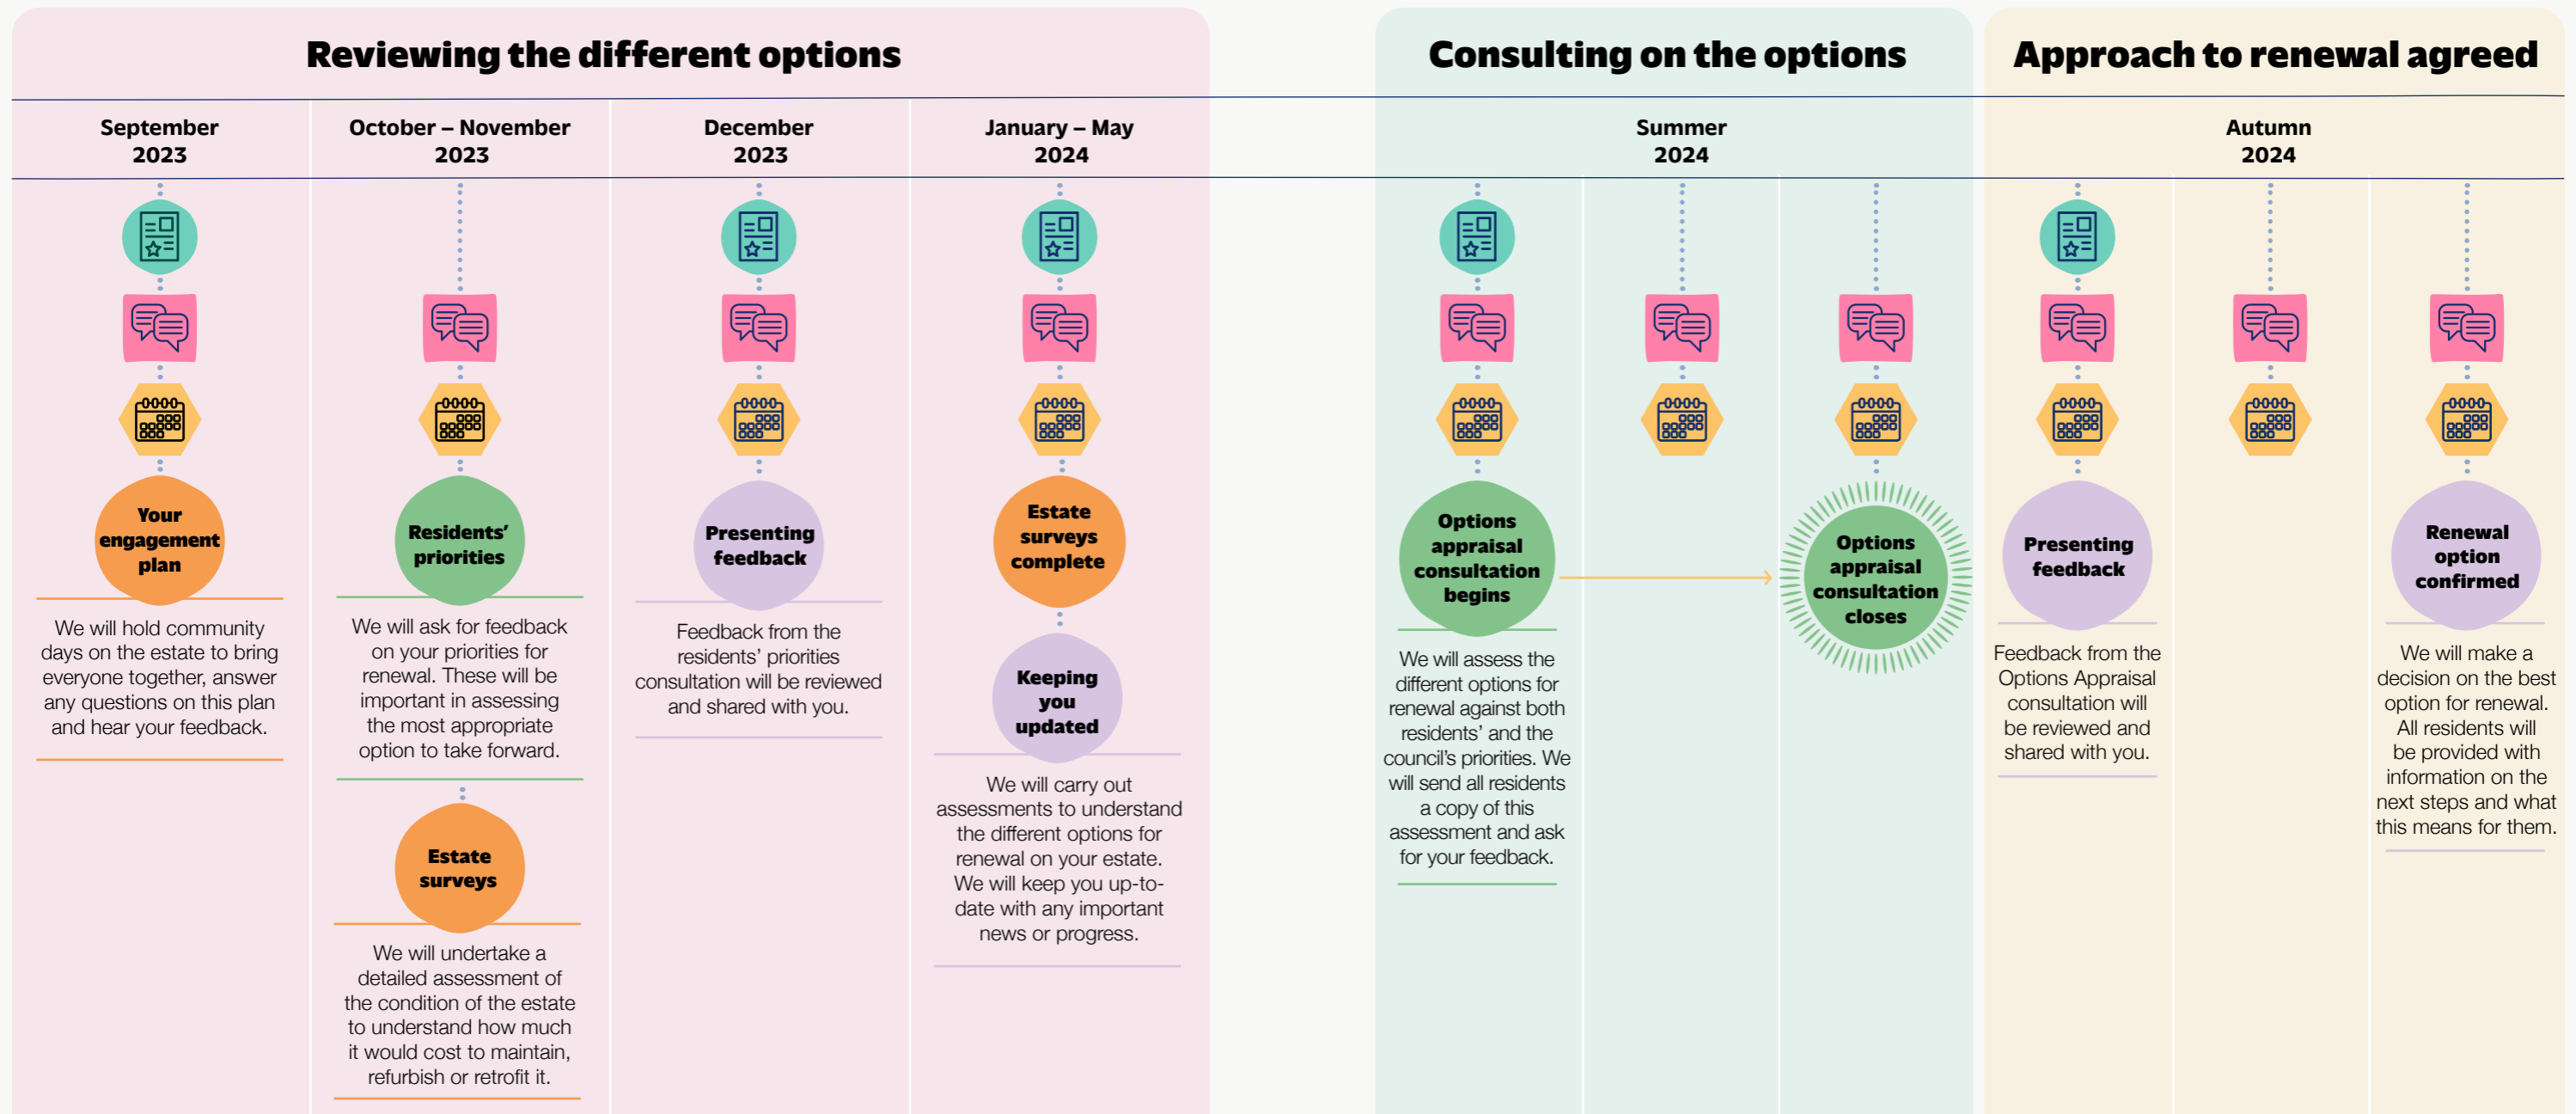 Reviewing the different options
September
2023
Your
engagement
plan
We will hold community
days on the estate to bring
everyone together, answer
any questions on this plan
and hear your feedback.
October – November
2023
Residents’
priorities
We will ask for feedback
on your priorities for
renewal. These will be
important in assessing
the most appropriate
option to take forward.
Estate
surveys
We will undertake a
detailed assessment of
the condition of the estate
to understand how much
it would cost to maintain,
refurbish or retrofit it.
December
2023
Presenting
feedback
Feedback from the
residents’ priorities
consultation will be reviewed
and shared with you.
January – May
2024
Estate
surveys
complete
Keeping
you
updated
We will carry out
assessments to understand
the different options for
renewal on your estate.
We will keep you up-to-
date with any important
news or progress.
Consulting on the options
Summer
2024
Options
appraisal
consultation
begins
We will assess the
different options for
renewal against both
residents’ and the
council’s priorities. We
will send all residents
a copy of this
assessment and ask
for your feedback.
Options
appraisal
consultation
closes
Approach to renewal agreed
Autumn
2024
Presenting
feedback
Feedback from the
Options Appraisal
consultation will
be reviewed and
shared with you.
Renewal
option
confirmed
We will make a
decision on the best
option for renewal.
All residents will
be provided with
information on the
next steps and what
this means for them.